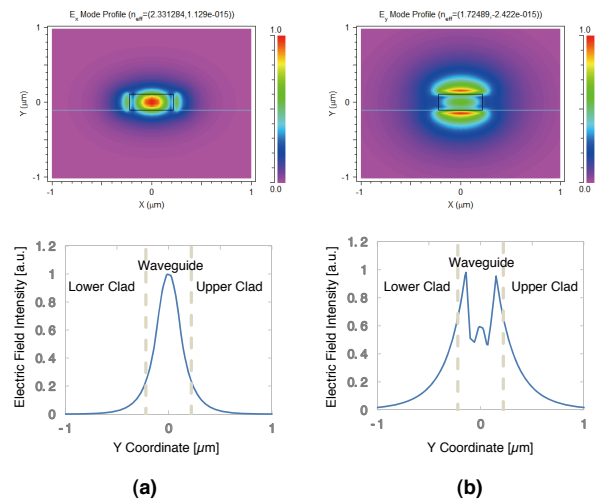 E_x Mode Profile (n_eff=(2.331284,1.129e-015))
1
0
-1
Y (µm)
-1
0
1
X (µm)
1.0
0.0
E_x Mode Profile (n_eff=(1.72489,-2.422e-015))
1
0
-1
Y (µm)
-1
0
1
X (µm)
1.0
0.0
1.2
1
0.8
0.6
0.4
0.2
0
Electric Field Intensity [a.u.]
Waveguide
Lower Clad
Upper Clad
-1
0
1
Y Coordinate [µm]
1.2
1
0.8
0.6
0.4
0.2
0
Electric Field Intensity [a.u.]
Waveguide
Lower Clad
Upper Clad
-1
0
1
Y Coordinate [µm]
(a)
(b)